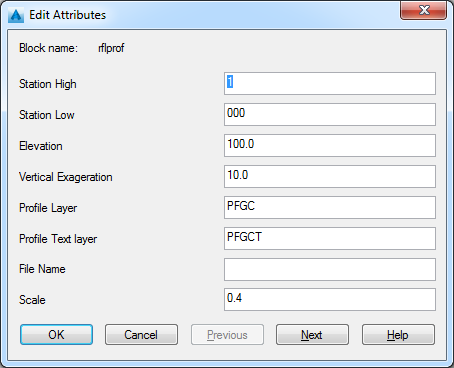 Edit Attributes
Block name: rflprof
Station High 1
Station Low 000
Elevation 100.0
Vertical Exageration 10.0
Profile Layer PFGC
Profile Text layer PFGCT
File Name
Scale 0.4
OK Cancel Previous Next Help